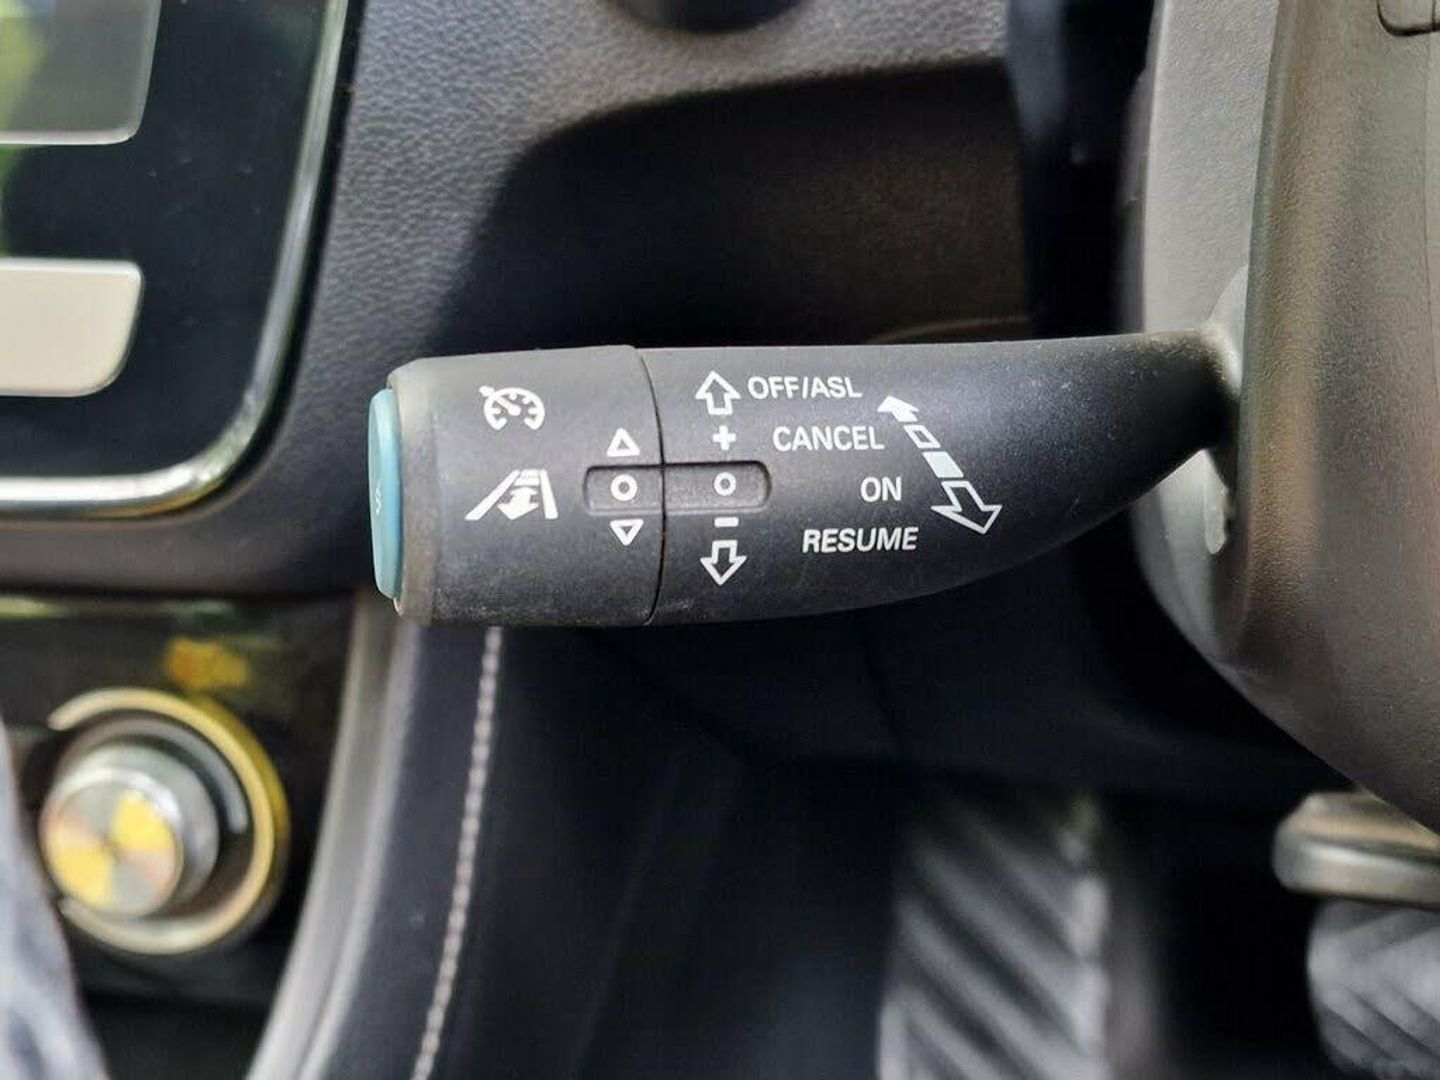 OFF/ASL
+ CANCEL
ON
-
RESUME